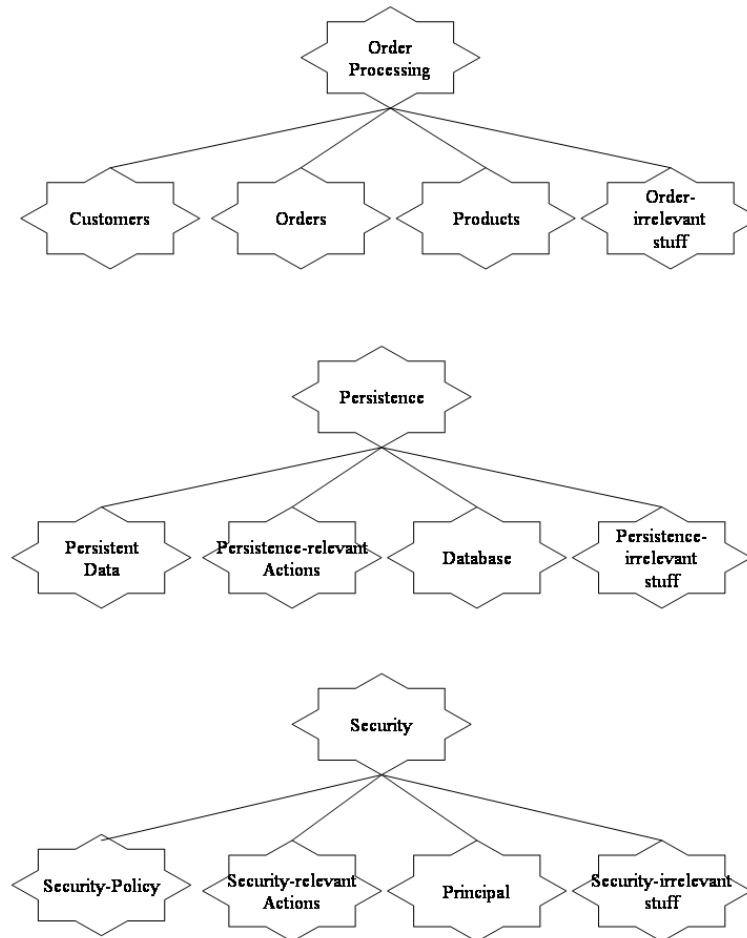 Order
Processing
Customers
Orders
Products
Order-
irrelevant
stuff
Persistence
Persistent
Data
Persistence-relevant
Actions
Database
Persistence-
irrelevant
stuff
Security
Security-Policy
Security-relevant
Actions
Principal
Security-irrelevant
stuff